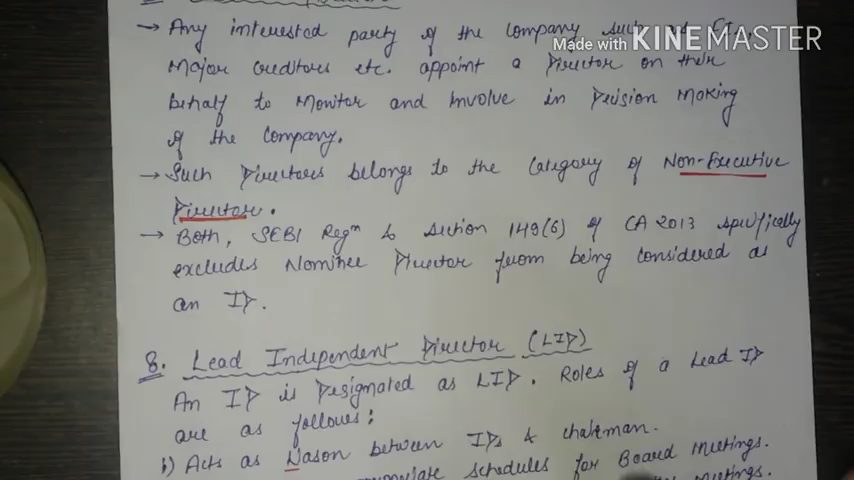 → Any interested party of the company such as
Made with KINEMASTER
Major creditors etc. appoint a Director on their
behalf to Monitor and Involve in Decision Making
of the Company.
→ Such Directors belongs to the category of Non-Executive
Director.
→ Both, SEBI Regⁿ & Section 149(6) of CA 2013 specifically
excludes Nominee Director from being considered as
an ID.
8. Lead Independent Director (LID)
An ID is Designated as LID. Roles of a Lead ID
are as follows:
i) Acts as Liason between IDs & chairman.
schedules for Board Meetings.
Meetings.